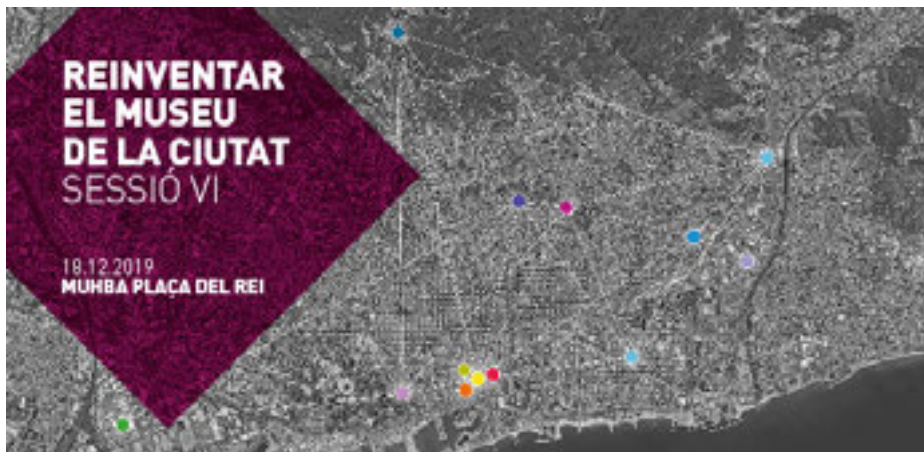 REINVENTAR
EL MUSEU
DE LA CIUTAT
SESSIÓ VI
18.12.2019
MUHBA PLAÇA DEL REI